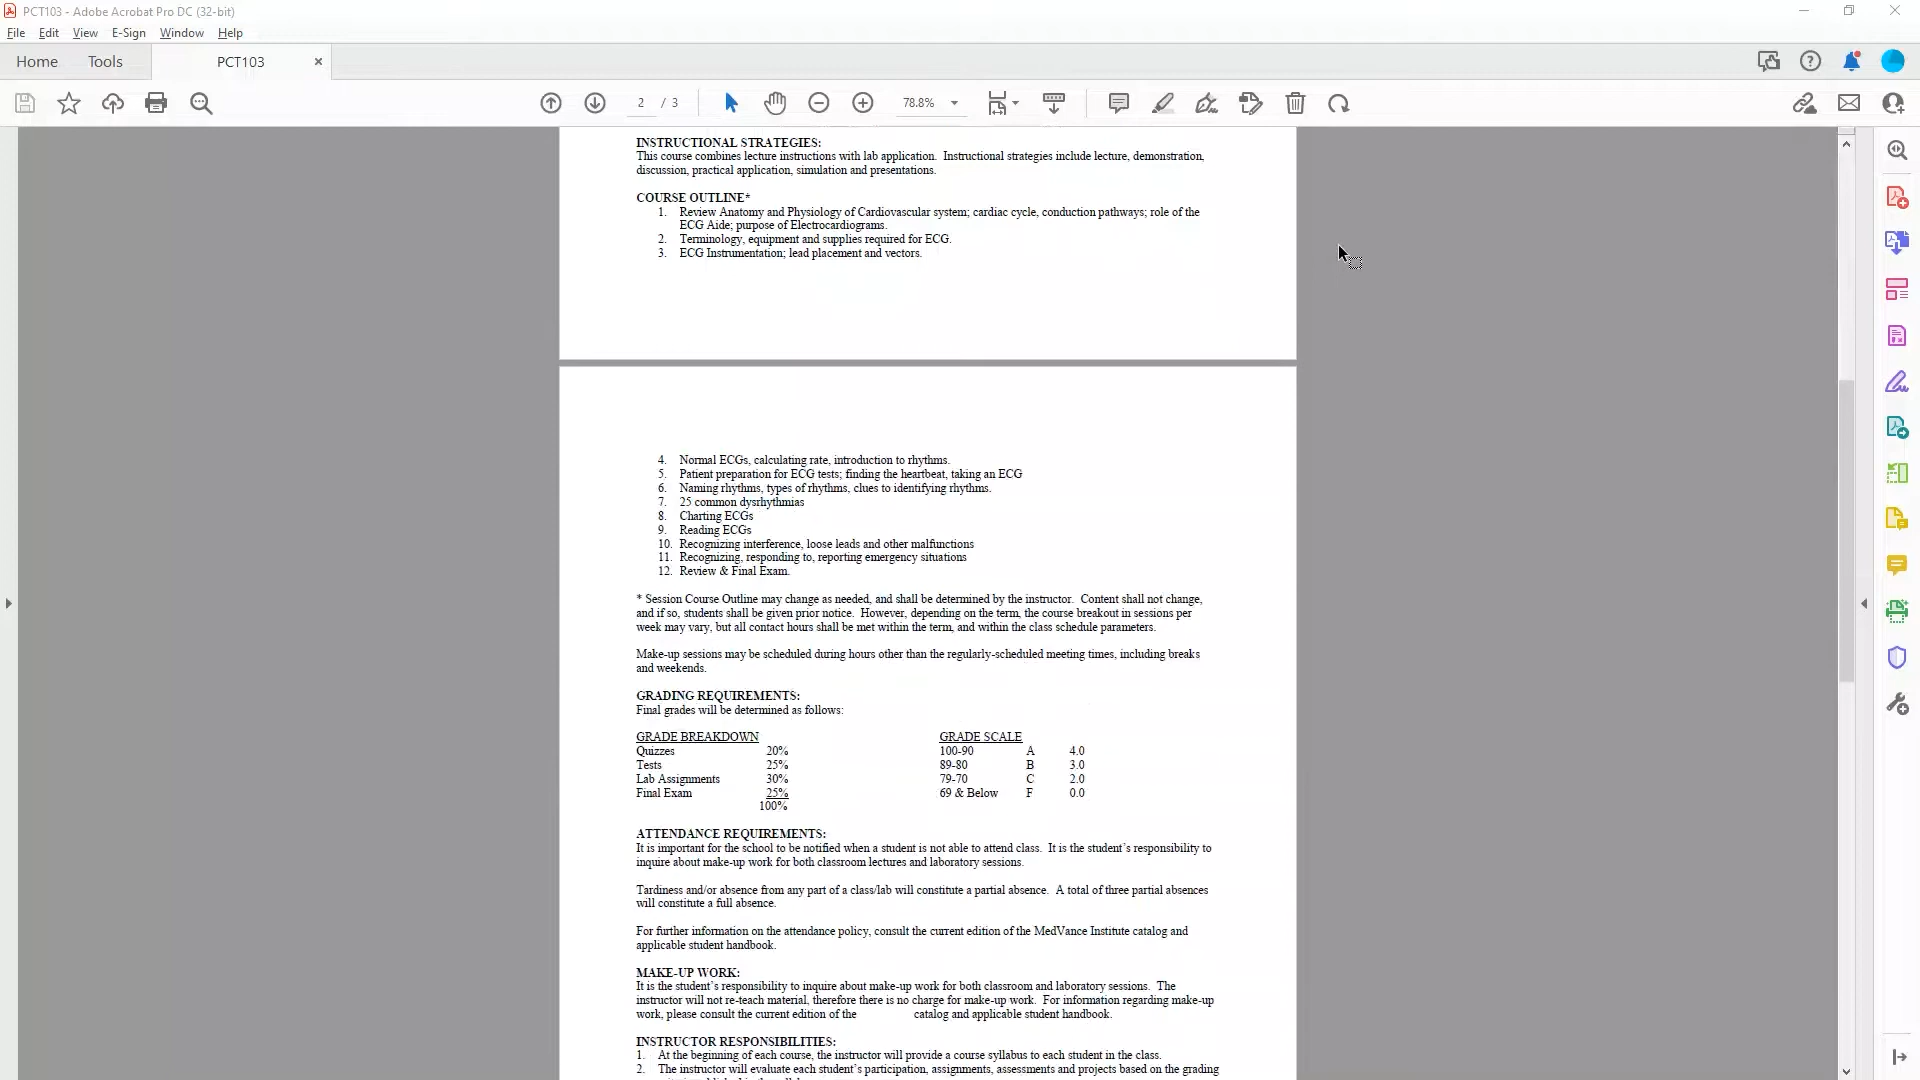 PCT103 - Adobe Acrobat Pro DC (32-bit)
File Edit View E-Sign Window Help
Home Tools PCT103
2 / 3 78.8%
INSTRUCTIONAL STRATEGIES:
This course combines lecture instructions with lab application. Instructional strategies include lecture, demonstration,
discussion, practical application, simulation and presentations.
COURSE OUTLINE*
1. Review Anatomy and Physiology of Cardiovascular system; cardiac cycle, conduction pathways; role of the
ECG Aide; purpose of Electrocardiograms.
2. Terminology, equipment and supplies required for ECG.
3. ECG Instrumentation; lead placement and vectors.
4. Normal ECGs, calculating rate, introduction to rhythms.
5. Patient preparation for ECG tests; finding the heartbeat, taking an ECG
6. Naming rhythms, types of rhythms, clues to identifying rhythms.
7. 25 common dysrhythmias
8. Charting ECGs
9. Reading ECGs
10. Recognizing interference, loose leads and other malfunctions
11. Recognizing, responding to, reporting emergency situations
12. Review & Final Exam.
* Session Course Outline may change as needed, and shall be determined by the instructor. Content shall not change,
and if so, students shall be given prior notice. However, depending on the term, the course breakout in sessions per
week may vary, but all contact hours shall be met within the term, and within the class schedule parameters.
Make-up sessions may be scheduled during hours other than the regularly-scheduled meeting times, including breaks
and weekends.
GRADING REQUIREMENTS:
Final grades will be determined as follows:
GRADE BREAKDOWN GRADE SCALE
Quizzes 20% 100-90 A 4.0
Tests 25% 89-80 B 3.0
Lab Assignments 30% 79-70 C 2.0
Final Exam 25% 69 & Below F 0.0
100%
ATTENDANCE REQUIREMENTS:
It is important for the school to be notified when a student is not able to attend class. It is the student's responsibility to
inquire about make-up work for both classroom lectures and laboratory sessions.
Tardiness and/or absence from any part of a class/lab will constitute a partial absence. A total of three partial absences
will constitute a full absence.
For further information on the attendance policy, consult the current edition of the MedVance Institute catalog and
applicable student handbook.
MAKE-UP WORK:
It is the student's responsibility to inquire about make-up work for both classroom and laboratory sessions. The
instructor will not re-teach material, therefore there is no charge for make-up work. For information regarding make-up
work, please consult the current edition of the catalog and applicable student handbook.
INSTRUCTOR RESPONSIBILITIES:
1. At the beginning of each course, the instructor will provide a course syllabus to each student in the class.
2. The instructor will evaluate each student's participation, assignments, assessments and projects based on the grading